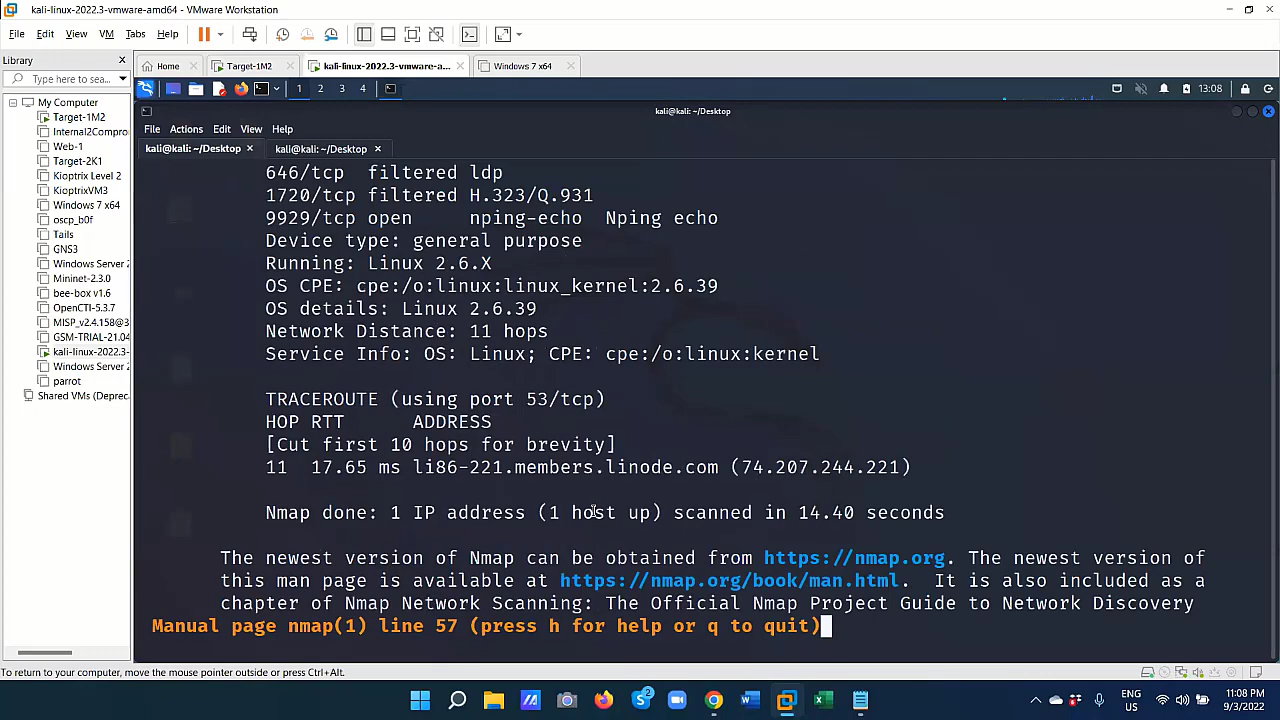 kali-linux-2022.3-vmware-amd64 - VMware Workstation
File Edit View VM Tabs Help
Library
Type here to sea...
My Computer
Target-1M2
Internal2Compro
Web-1
Target-2K1
Kioptrix Level 2
KioptrixVM3
Windows 7 x64
oscp_b0f
Tails
GNS3
Windows Server 2
Mininet-2.3.0
bee-box v1.6
OpenCTI-5.3.7
MISP_v2.4.158@3
GSM-TRIAL-21.04
kali-linux-2022.3-
Windows Server 2
parrot
Shared VMs (Deprec
Home Target-1M2 kali-linux-2022.3-vmware-a... Windows 7 x64
1 2 3 4 13:08
kali@kali: ~/Desktop
File Actions Edit View Help
kali@kali: ~/Desktop kali@kali: ~/Desktop
646/tcp filtered ldp
1720/tcp filtered H.323/Q.931
9929/tcp open nping-echo Nping echo
Device type: general purpose
Running: Linux 2.6.X
OS CPE: cpe:/o:linux:linux_kernel:2.6.39
OS details: Linux 2.6.39
Network Distance: 11 hops
Service Info: OS: Linux; CPE: cpe:/o:linux:kernel
TRACEROUTE (using port 53/tcp)
HOP RTT ADDRESS
[Cut first 10 hops for brevity]
11 17.65 ms li86-221.members.linode.com (74.207.244.221)
Nmap done: 1 IP address (1 host up) scanned in 14.40 seconds
The newest version of Nmap can be obtained from https://nmap.org. The newest version of
this man page is available at https://nmap.org/book/man.html. It is also included as a
chapter of Nmap Network Scanning: The Official Nmap Project Guide to Network Discovery
Manual page nmap(1) line 57 (press h for help or q to quit)
To return to your computer, move the mouse pointer outside or press Ctrl+Alt.
2
ENG
US
11:08 PM
9/3/2022